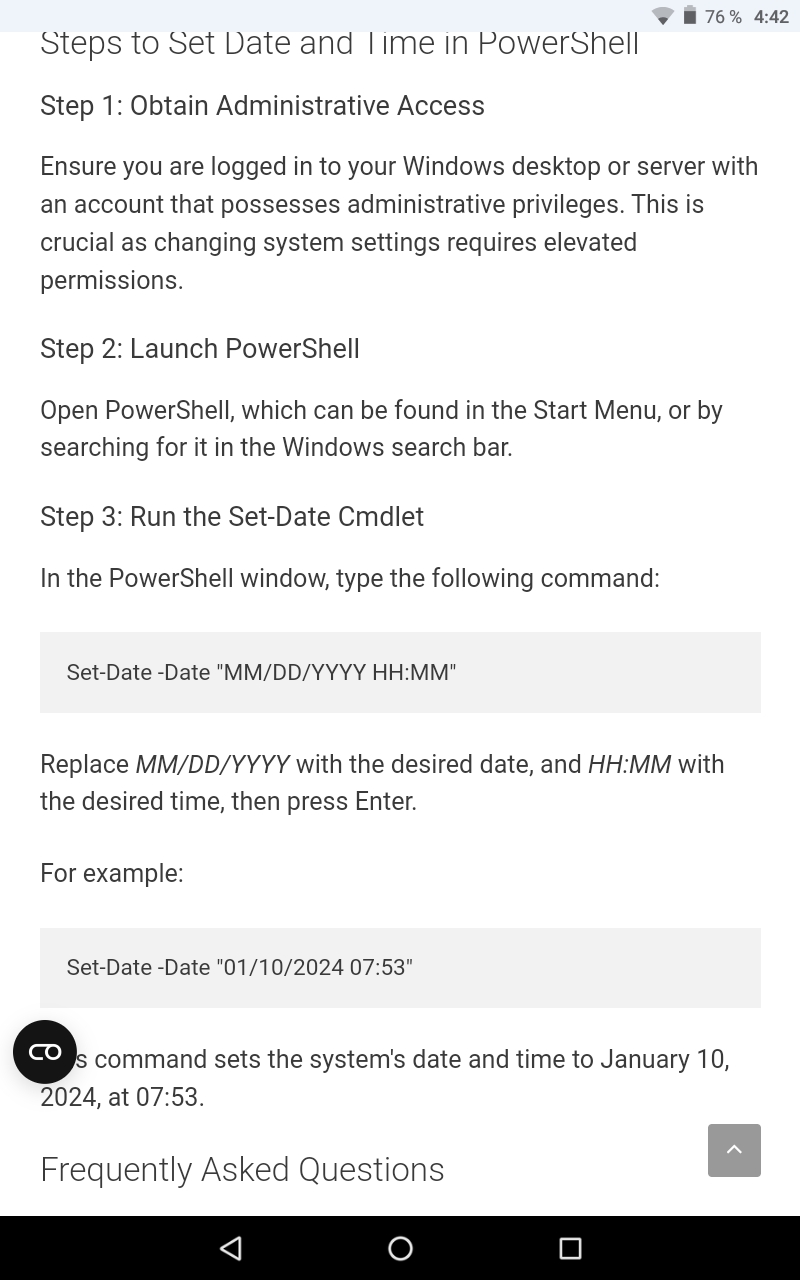 76 % 4:42
Steps to Set Date and Time in PowerShell
Step 1: Obtain Administrative Access
Ensure you are logged in to your Windows desktop or server with
an account that possesses administrative privileges. This is
crucial as changing system settings requires elevated
permissions.
Step 2: Launch PowerShell
Open PowerShell, which can be found in the Start Menu, or by
searching for it in the Windows search bar.
Step 3: Run the Set-Date Cmdlet
In the PowerShell window, type the following command:
Set-Date -Date "MM/DD/YYYY HH:MM"
Replace MM/DD/YYYY with the desired date, and HH:MM with
the desired time, then press Enter.
For example:
Set-Date -Date "01/10/2024 07:53"
s command sets the system's date and time to January 10,
2024, at 07:53.
Frequently Asked Questions